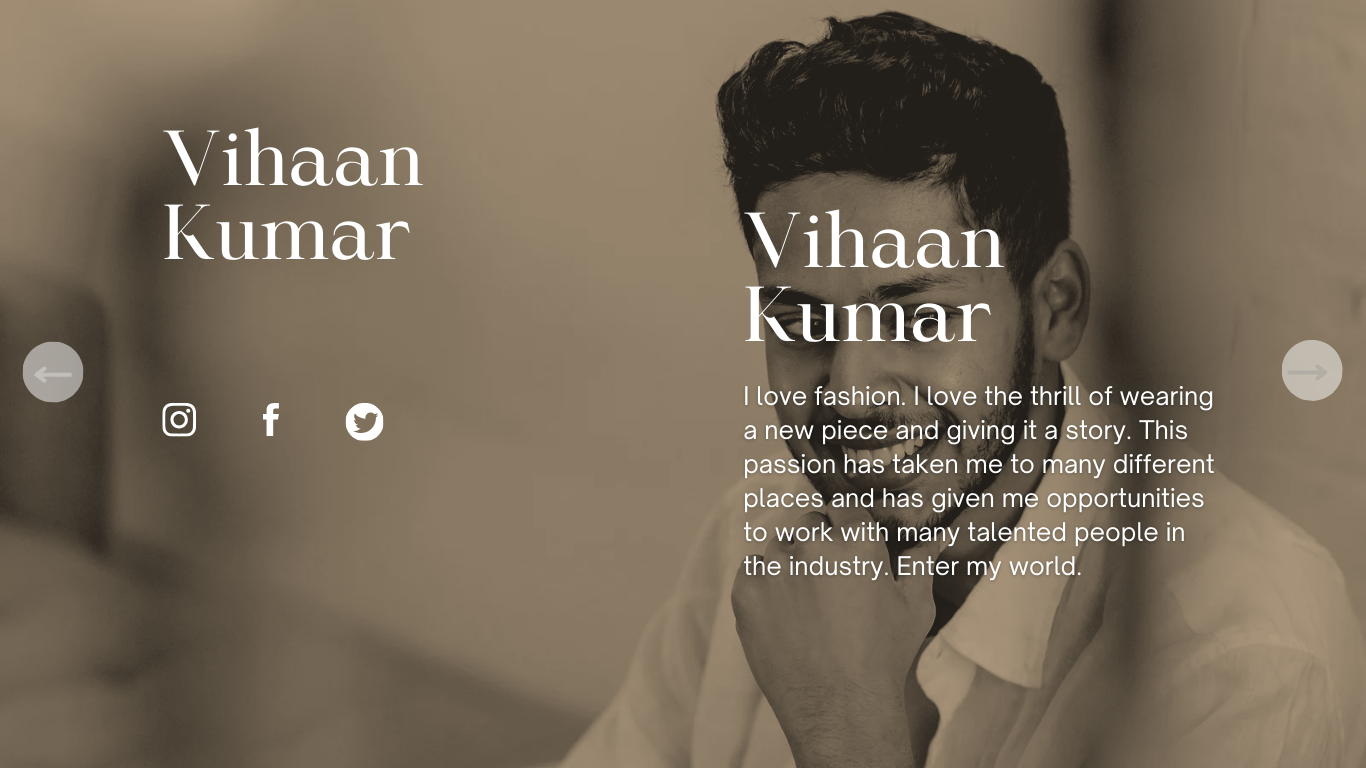 Vihaan
Kumar
Vihaan
Kumar
I love fashion. I love the thrill of wearing
a new piece and giving it a story. This
passion has taken me to many different
places and has given me opportunities
to work with many talented people in
the industry. Enter my world.